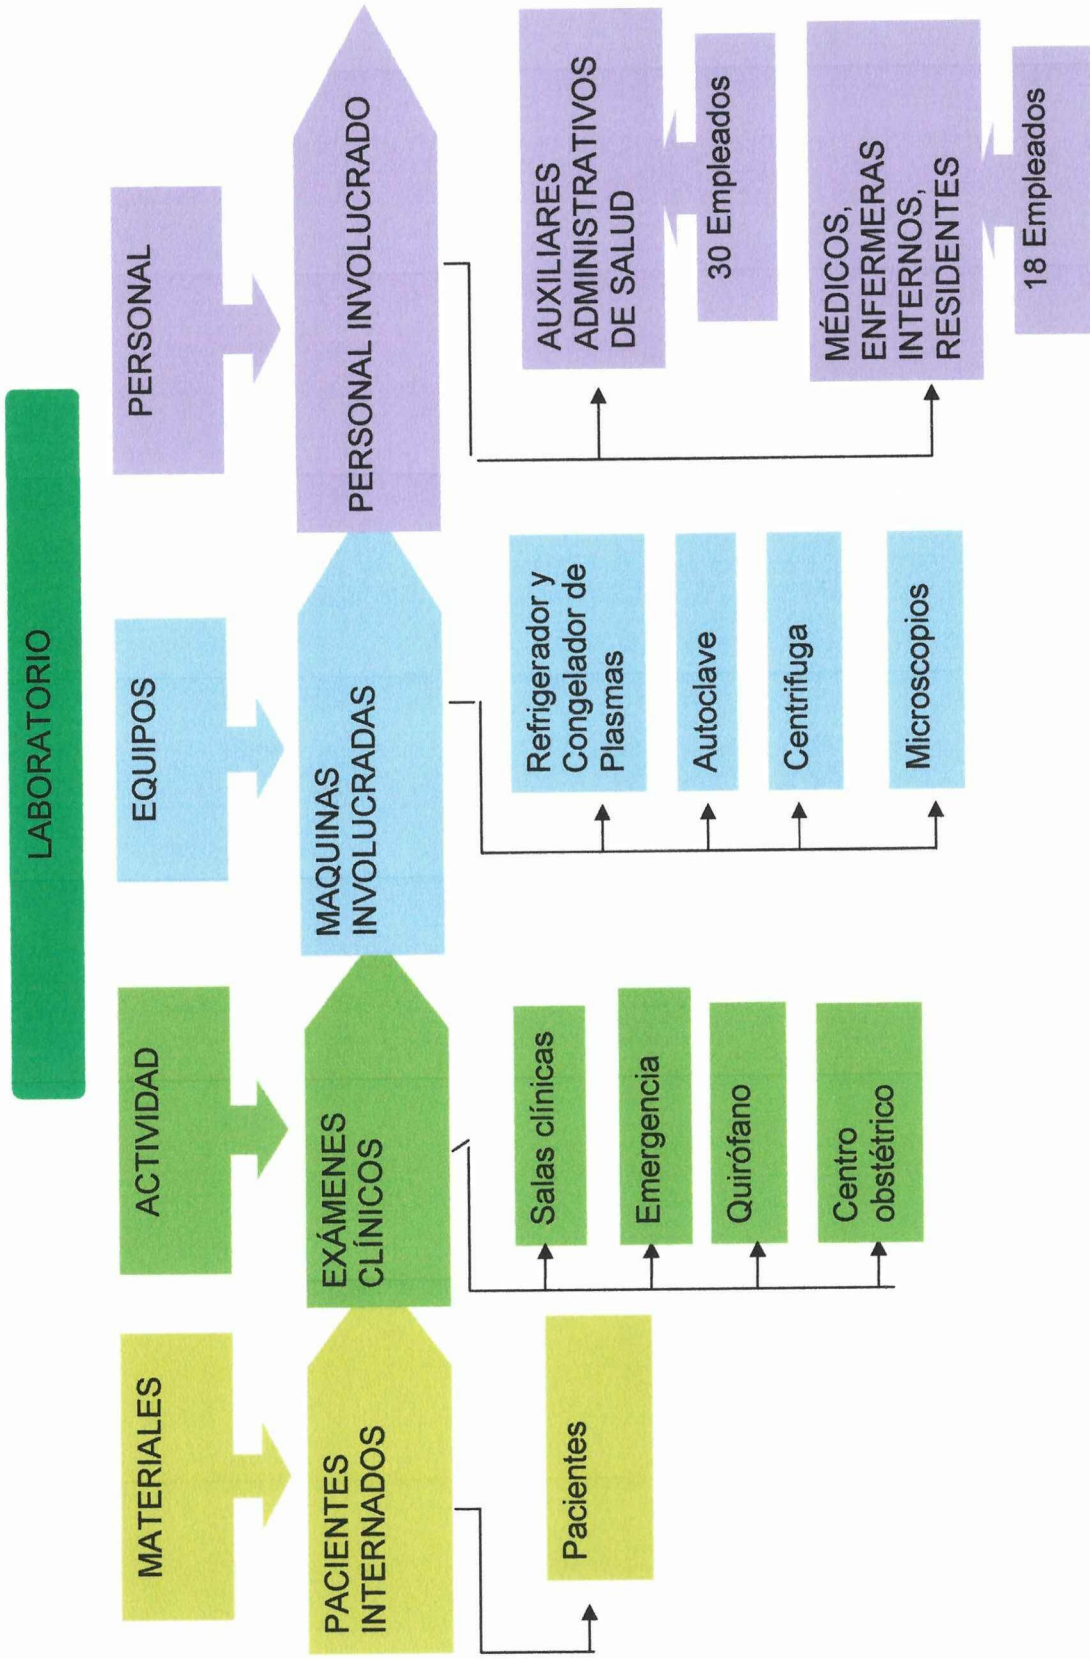 LABORATORIO
MATERIALES
ACTIVIDAD
EQUIPOS
PERSONAL
PACIENTES
INTERNADOS
EXÁMENES
CLÍNICOS
MAQUINAS
INVOLUCRADAS
PERSONAL INVOLUCRADO
Pacientes
Salas clínicas
Emergencia
Quirófano
Centro
obstétrico
Refrigerador y
Congelador de
Plasmas
Autoclave
Centrifuga
Microscopios
AUXILIARES
ADMINISTRATIVOS
DE SALUD
30 Empleados
MÉDICOS,
ENFERMERAS
INTERNOS,
RESIDENTES
18 Empleados